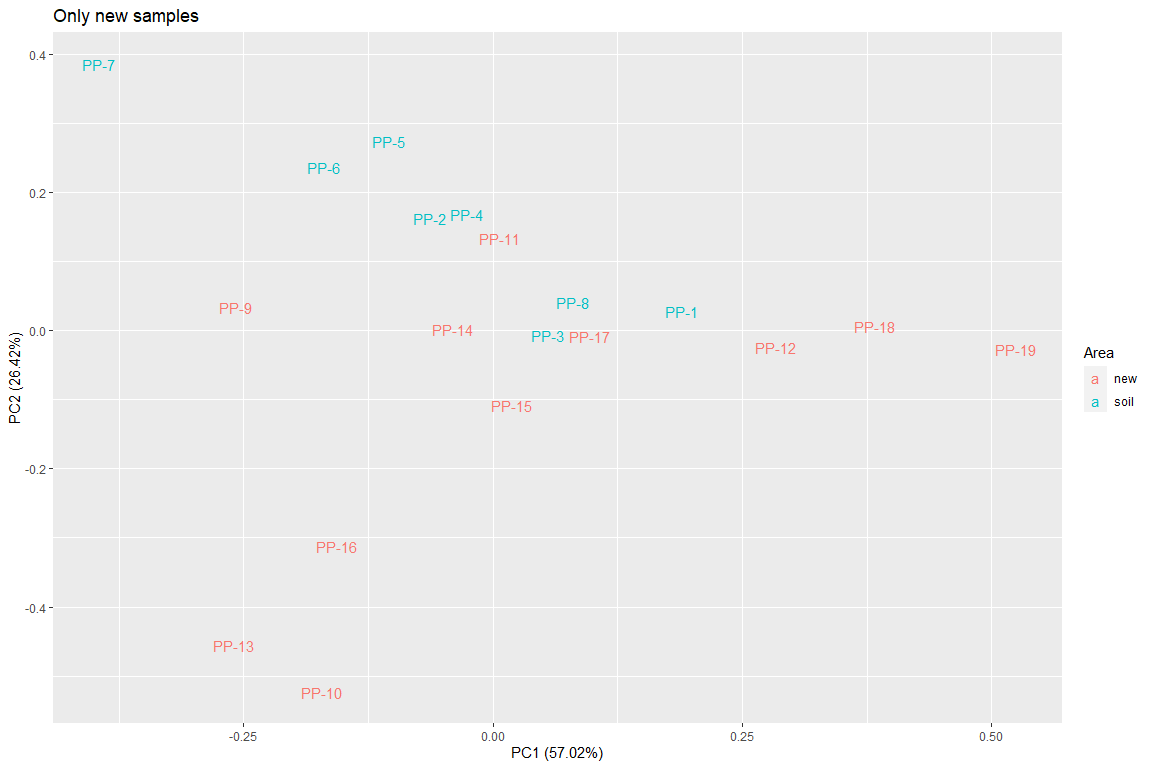 Only new samples
0.4
PP-7
PP-5
PP-6
0.2
PP-2
PP-4
PP-11
PP-9
PP-8
PP-1
0.0
PP-14
PP-3
PP-17
PP-18
PP-12
PP-19
PP-15
-0.2
PP-16
-0.4
PP-13
PP-10
-0.25
0.00
0.25
0.50
PC1 (57.02%)
PC2 (26.42%)
Area
a new
a soil